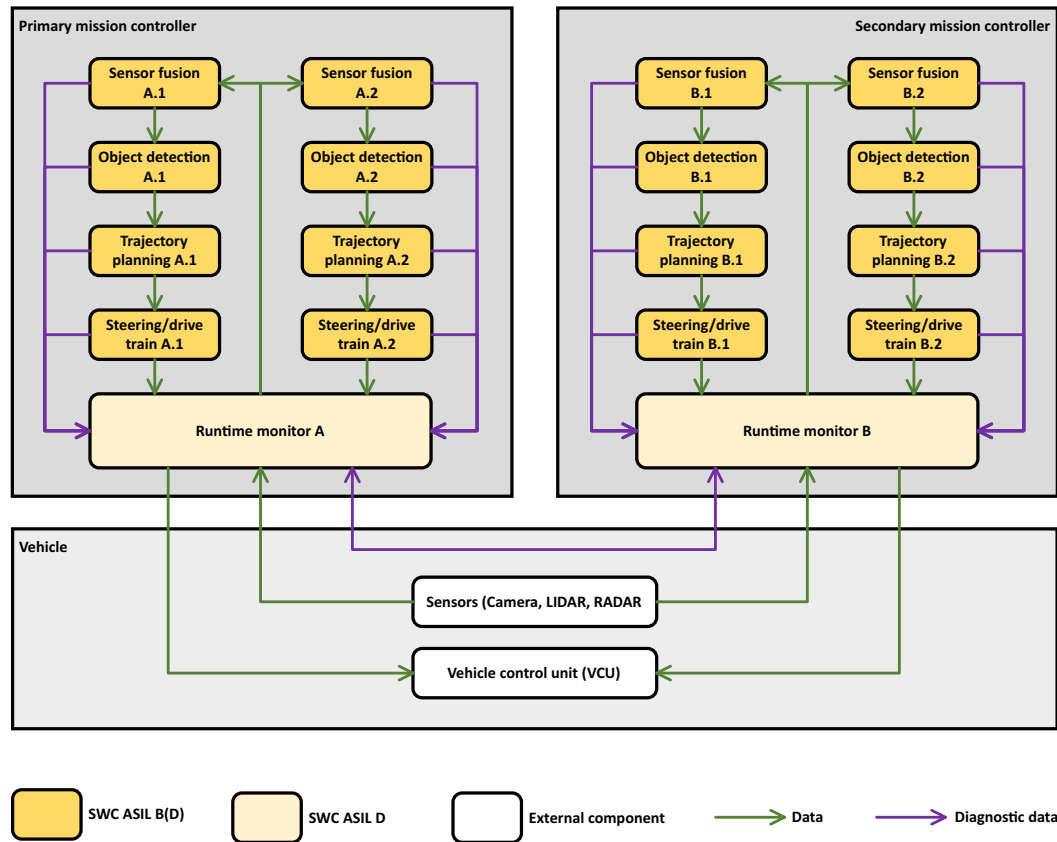 Primary mission controller
Secondary mission controller
Sensor fusion
A.1
Sensor fusion
A.2
Sensor fusion
B.1
Sensor fusion
B.2
Object detection
A.1
Object detection
A.2
Object detection
B.1
Object detection
B.2
Trajectory
planning A.1
Trajectory
planning A.2
Trajectory
planning B.1
Trajectory
planning B.2
Steering/drive
train A.1
Steering/drive
train A.2
Steering/drive
train B.1
Steering/drive
train B.2
Runtime monitor A
Runtime monitor B
Vehicle
Sensors (Camera, LIDAR, RADAR
Vehicle control unit (VCU)
SWC ASIL B(D)
SWC ASIL D
External component
Data
Diagnostic data